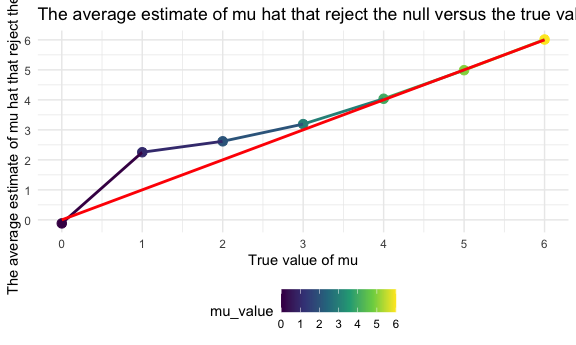 The average estimate of mu hat that reject the null versus the true
The average estimate of mu hat that reject the
6
5
4
3
2
1
0
0 1 2 3 4 5 6
True value of mu
mu_value
0 1 2 3 4 5 6